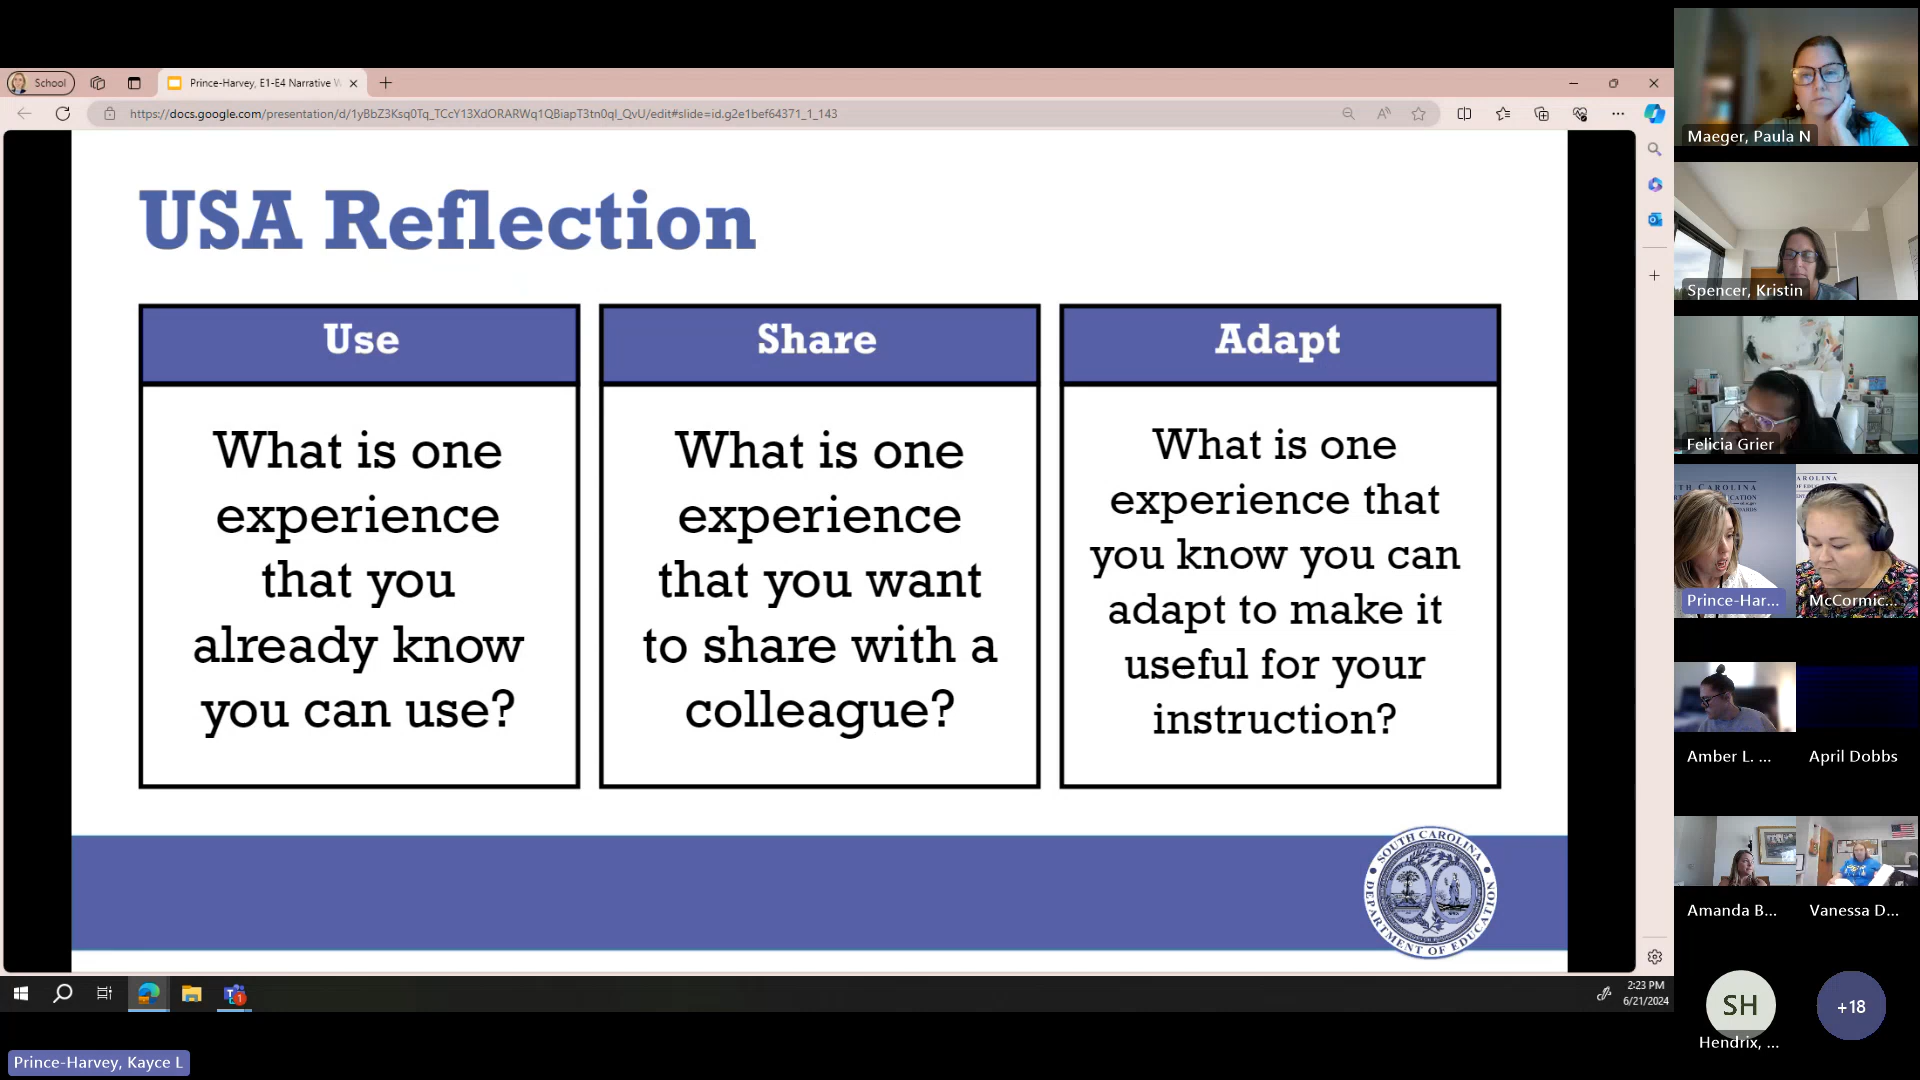 School
Prince-Harvey, E1-E4 Narrative W
https://docs.google.com/presentation/d/1yBbZ3Ksq0Tq_TCcY13XdORARWq1QBiapT3tn0ql_QvU/edit#slide=id.g2e1bef64371_1_143
USA Reflection
Use
What is one
experience
that you
already know
you can use?
Share
What is one
experience
that you want
to share with a
colleague?
Adapt
What is one
experience that
you know you can
adapt to make it
useful for your
instruction?
SOUTH CAROLINA
DEPARTMENT OF EDUCATION
2:23 PM
6/21/2024
Prince-Harvey, Kayce L
Maeger, Paula N
Spencer, Kristin
Felicia Grier
Prince-Har...
McCormic...
Amber L. ...
April Dobbs
Amanda B...
Vanessa D...
SH
Hendrix, ...
+18